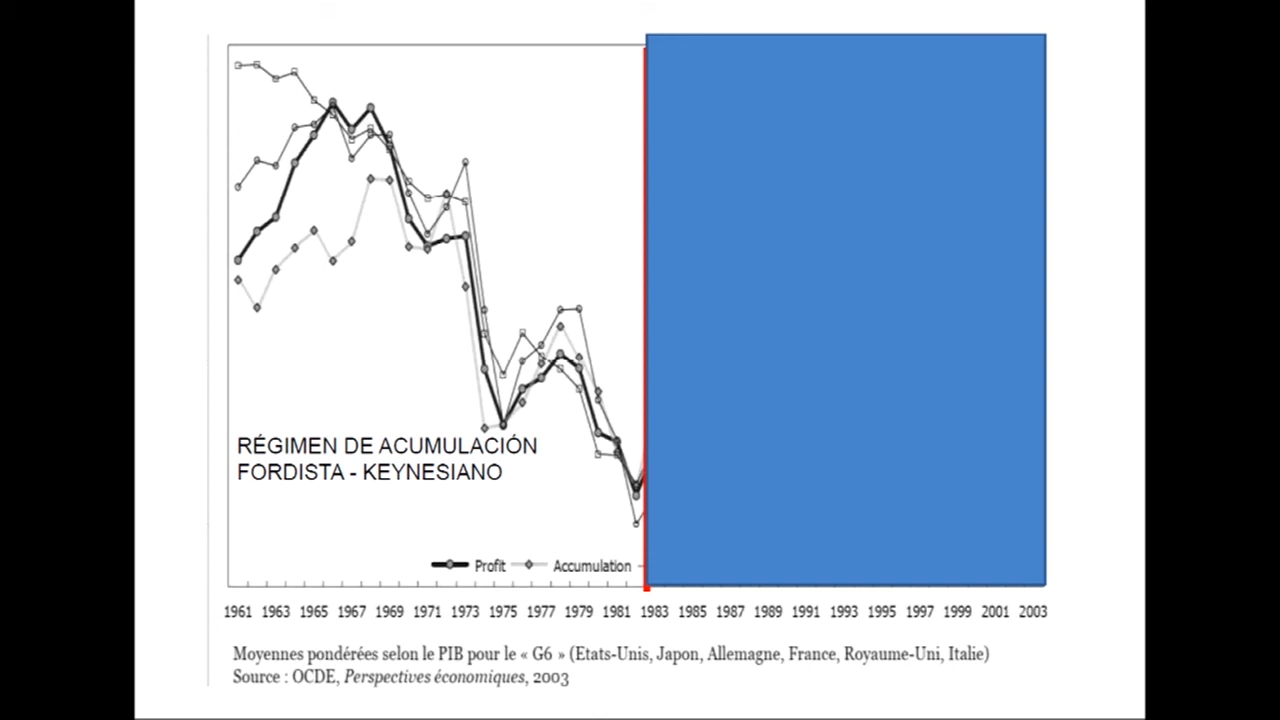 RÉGIMEN DE ACUMULACIÓN
FORDISTA - KEYNESIANO
Profit Accumulation
1961 1963 1965 1967 1969 1971 1973 1975 1977 1979 1981 1983 1985 1987 1989 1991 1993 1995 1997 1999 2001 2003
Moyennes pondérées selon le PIB pour le « G6 » (Etats-Unis, Japon, Allemagne, France, Royaume-Uni, Italie)
Source : OCDE, Perspectives économiques, 2003